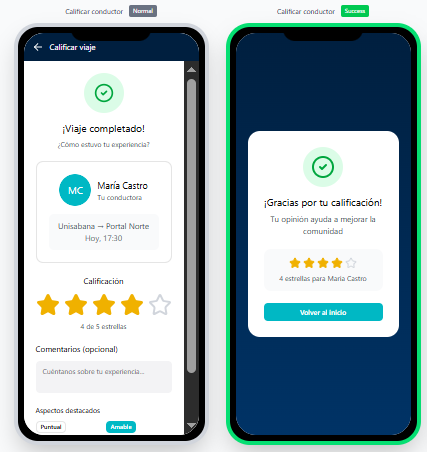 Calificar conductor Normal
Calificar viaje
¡Viaje completado!
¿Cómo estuvo tu experiencia?
MC
María Castro
Tu conductora
Unisabana → Portal Norte
Hoy, 17:30
Calificación
4 de 5 estrellas
Comentarios (opcional)
Cuéntanos sobre tu experiencia...
Aspectos destacados
Puntual
Amable
Calificar conductor Success
¡Gracias por tu calificación!
Tu opinión ayuda a mejorar la
comunidad
4 estrellas para María Castro
Volver al inicio